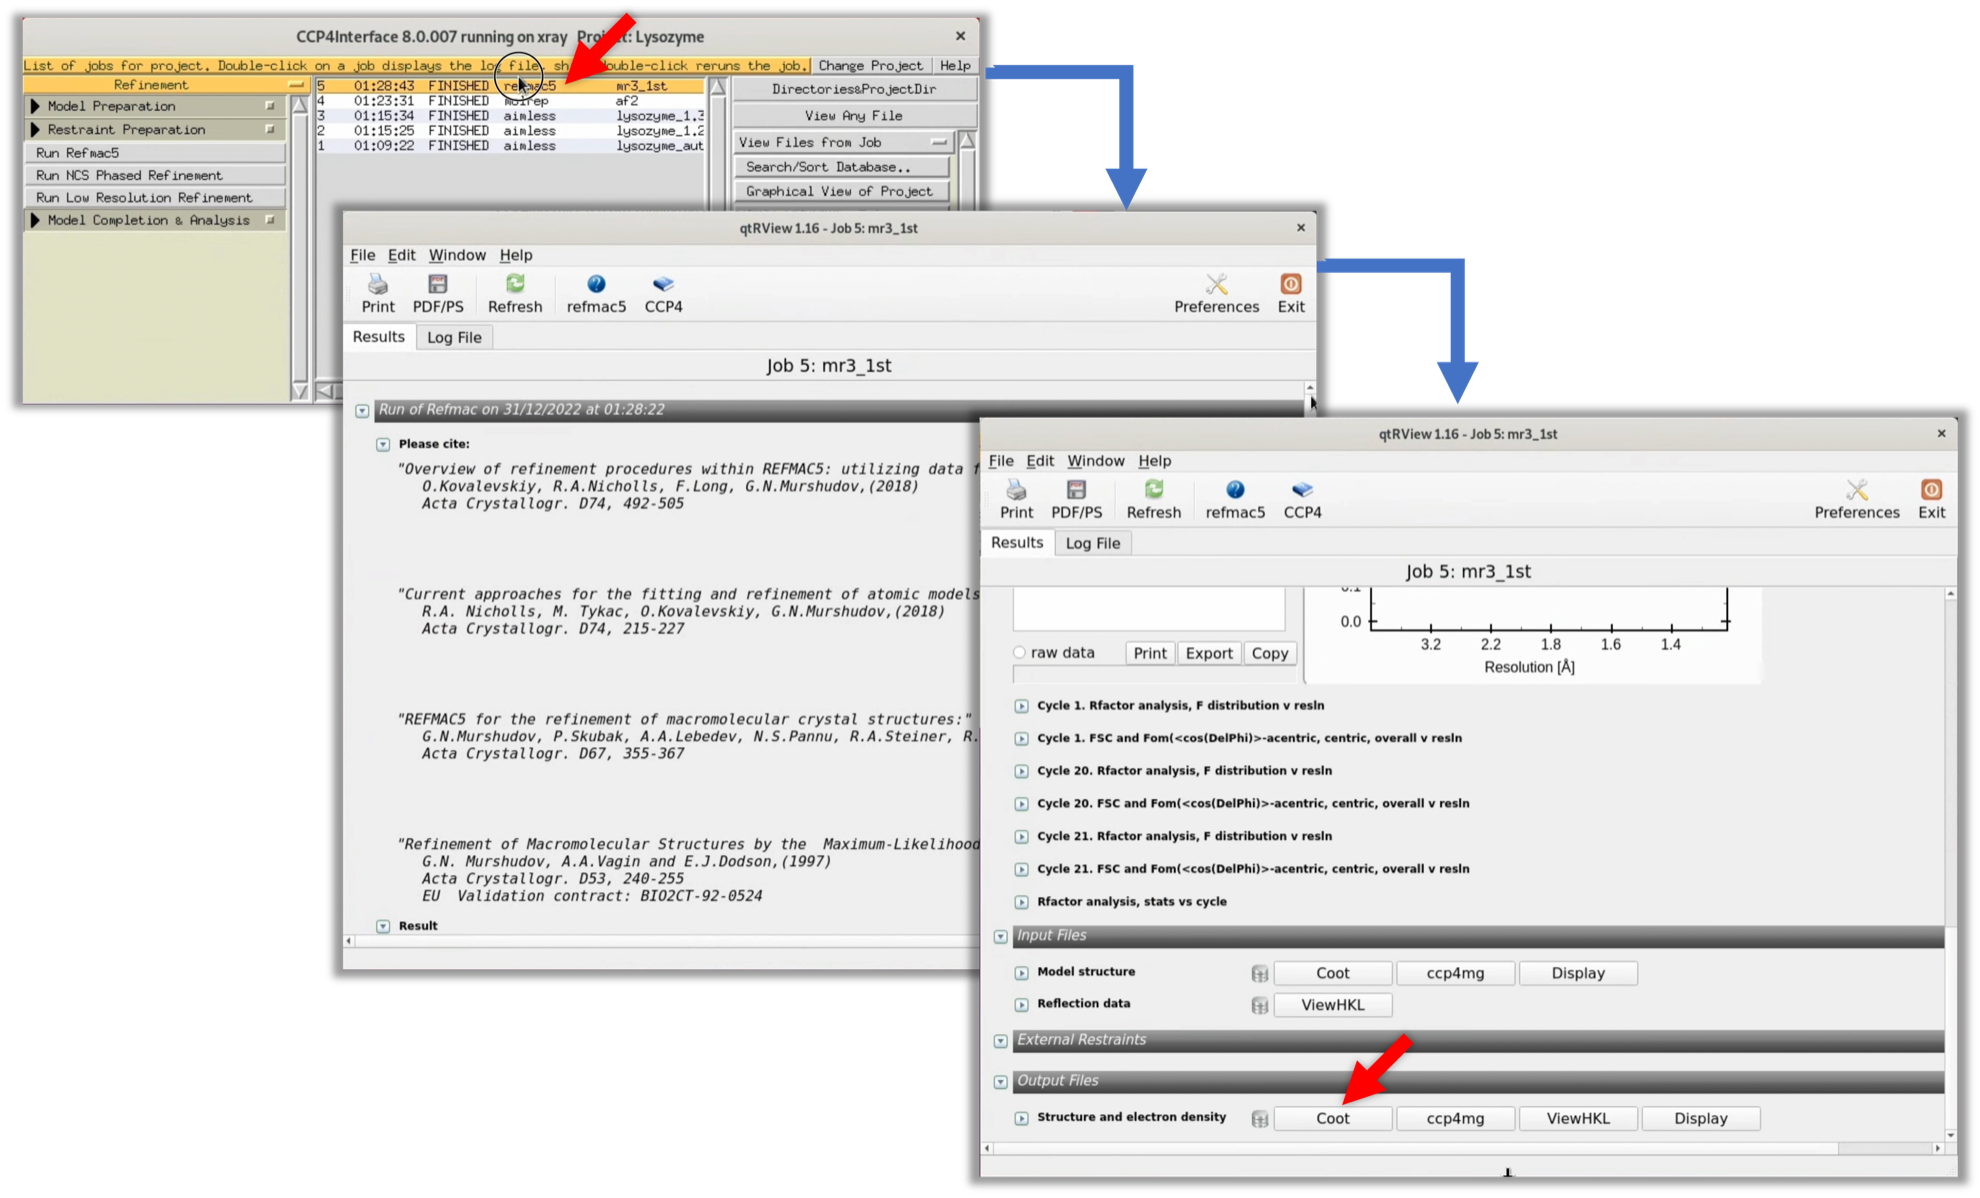 CCP4Interface 8.0.007 running on xray Project: Lysozyme
List of jobs for project. Double-click on a job displays the log file, double-click reruns the job.
Change Project Help
Refinement
Model Preparation
Restraint Preparation
Run Refmac5
Run NCS Phased Refinement
Run Low Resolution Refinement
Model Completion & Analysis
5 01:28:43 FINISHED refmac5 mr3_1st
4 01:23:31 FINISHED molrep af2
3 01:15:34 FINISHED aimless lysozyme_1.3
2 01:15:25 FINISHED aimless lysozyme_1.2
1 01:09:22 FINISHED aimless lysozyme_aut
Directories&ProjectDir
View Any File
View Files from Job
Search/Sort Database..
Graphical View of Project
qtRView 1.16 - Job 5: mr3_1st
File Edit Window Help
Print PDF/PS Refresh refmac5 CCP4 Preferences Exit
Results Log File
Job 5: mr3_1st
Run of Refmac on 31/12/2022 at 01:28:22
Please cite:
"Overview of refinement procedures within REFMAC5: utilizing data f
O.Kovalevskiy, R.A.Nicholls, F.Long, G.N.Murshudov,(2018)
Acta Crystallogr. D74, 492-505
"Current approaches for the fitting and refinement of atomic models
R.A. Nicholls, M. Tykac, O.Kovalevskiy, G.N.Murshudov,(2018)
Acta Crystallogr. D74, 215-227
"REFMAC5 for the refinement of macromolecular crystal structures:"
G.N.Murshudov, P.Skubak, A.A.Lebedev, N.S.Pannu, R.A.Steiner, R.
Acta Crystallogr. D67, 355-367
"Refinement of Macromolecular Structures by the Maximum-Likelihood
G.N. Murshudov, A.A.Vagin and E.J.Dodson,(1997)
Acta Crystallogr. D53, 240-255
EU Validation contract: BIO2CT-92-0524
Result
qtRView 1.16 - Job 5: mr3_1st
File Edit Window Help
Print PDF/PS Refresh refmac5 CCP4 Preferences Exit
Results Log File
Job 5: mr3_1st
0.1
0.0
3.2 2.2 1.8 1.6 1.4
Resolution [Å]
raw data Print Export Copy
Cycle 1. Rfactor analysis, F distribution v resln
Cycle 1. FSC and Fom(<cos(DelPhi)>-acentric, centric, overall v resln
Cycle 20. Rfactor analysis, F distribution v resln
Cycle 20. FSC and Fom(<cos(DelPhi)>-acentric, centric, overall v resln
Cycle 21. Rfactor analysis, F distribution v resln
Cycle 21. FSC and Fom(<cos(DelPhi)>-acentric, centric, overall v resln
Rfactor analysis, stats vs cycle
Input Files
Model structure Coot ccp4mg Display
Reflection data ViewHKL
External Restraints
Output Files
Structure and electron density Coot ccp4mg ViewHKL Display